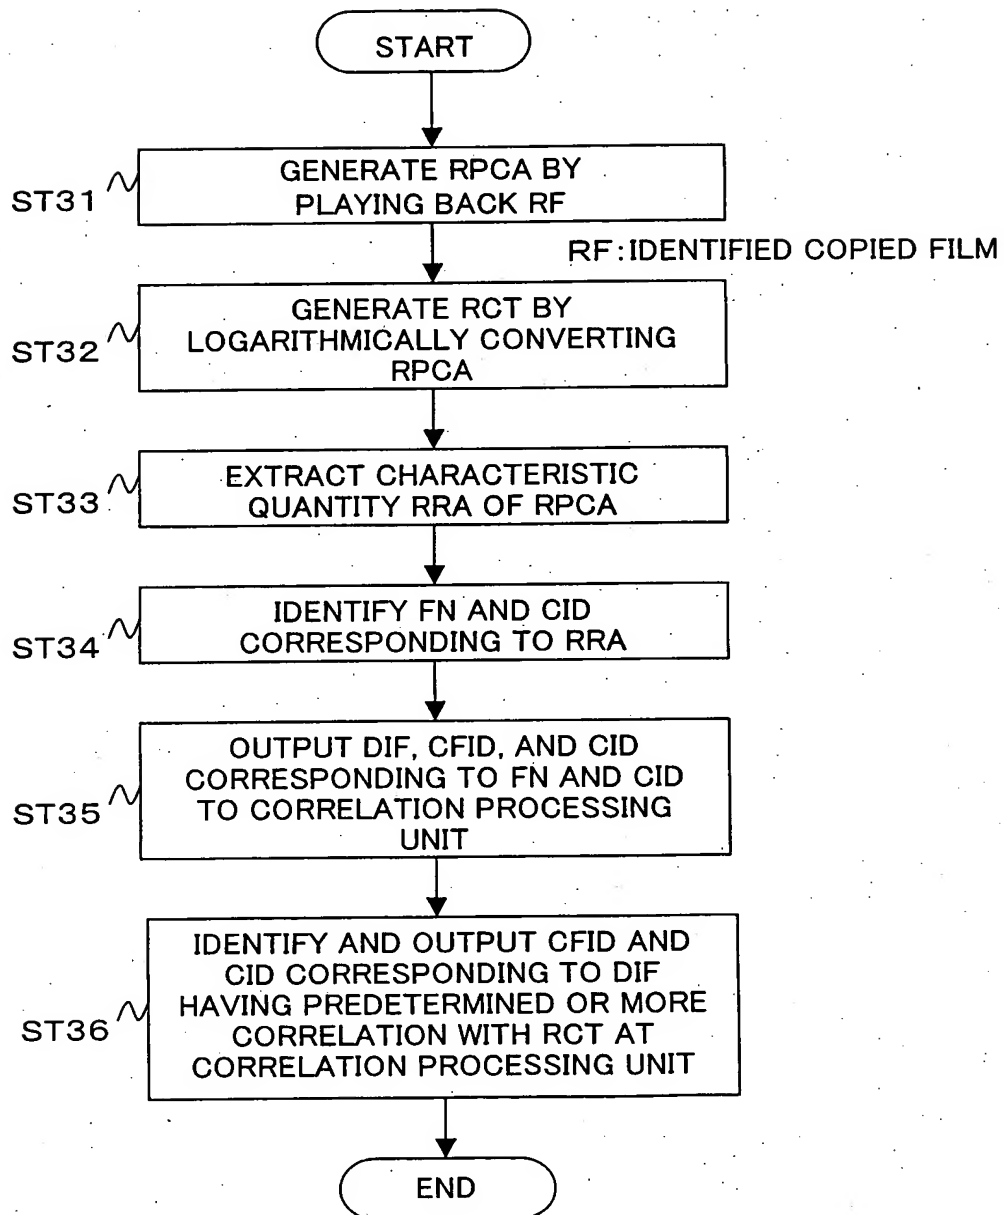 START
ST31
GENERATE RPCA BY
PLAYING BACK RF
RF:IDENTIFIED COPIED FILM
ST32
GENERATE RCT BY
LOGARITHMICALLY CONVERTING
RPCA
ST33
EXTRACT CHARACTERISTIC
QUANTITY RRA OF RPCA
ST34
IDENTIFY FN AND CID
CORRESPONDING TO RRA
ST35
OUTPUT DIF, CFID, AND CID
CORRESPONDING TO FN AND CID
TO CORRELATION PROCESSING
UNIT
ST36
IDENTIFY AND OUTPUT CFID AND
CID CORRESPONDING TO DIF
HAVING PREDETERMINED OR MORE
CORRELATION WITH RCT AT
CORRELATION PROCESSING UNIT
END